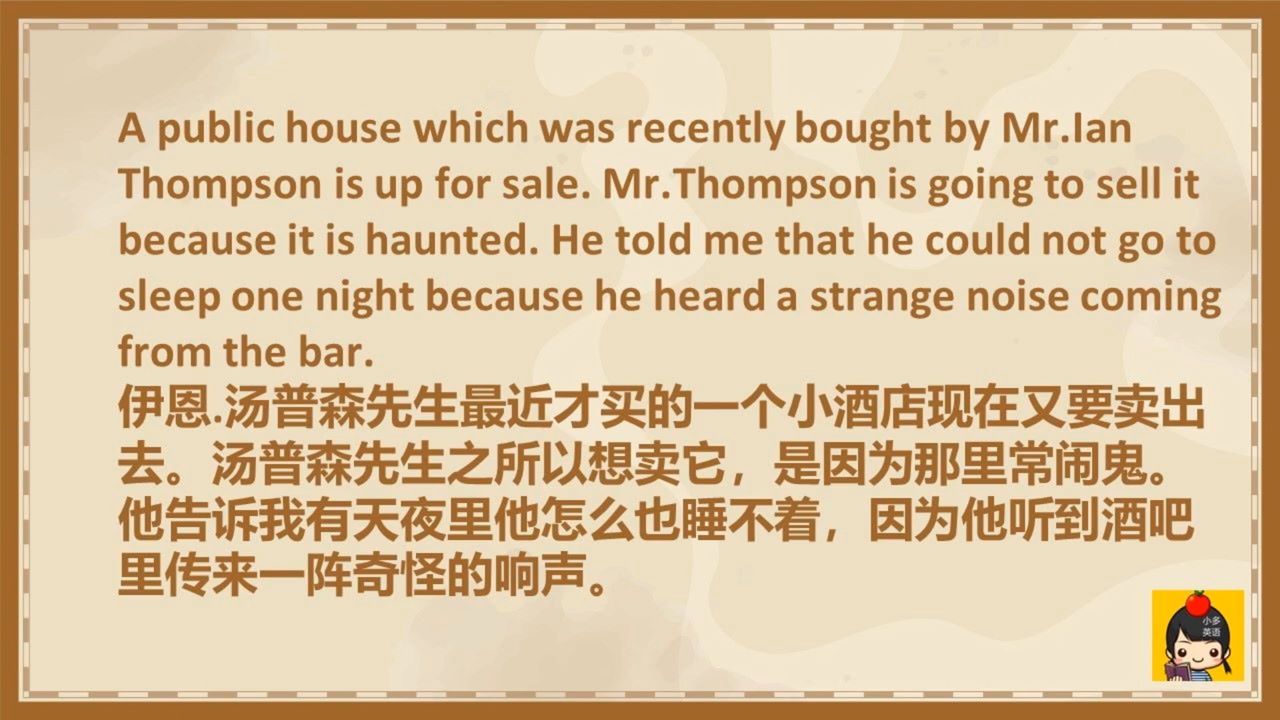 A public house which was recently bought by Mr.Ian
Thompson is up for sale. Mr.Thompson is going to sell it
because it is haunted. He told me that he could not go to
sleep one night because he heard a strange noise coming
from the bar.
伊恩.汤普森先生最近才买的一个小酒店现在又要卖出
去。汤普森先生之所以想卖它，是因为那里常闹鬼。
他告诉我有天夜里他怎么也睡不着，因为他听到酒吧
里传来一阵奇怪的响声。
小多
英语